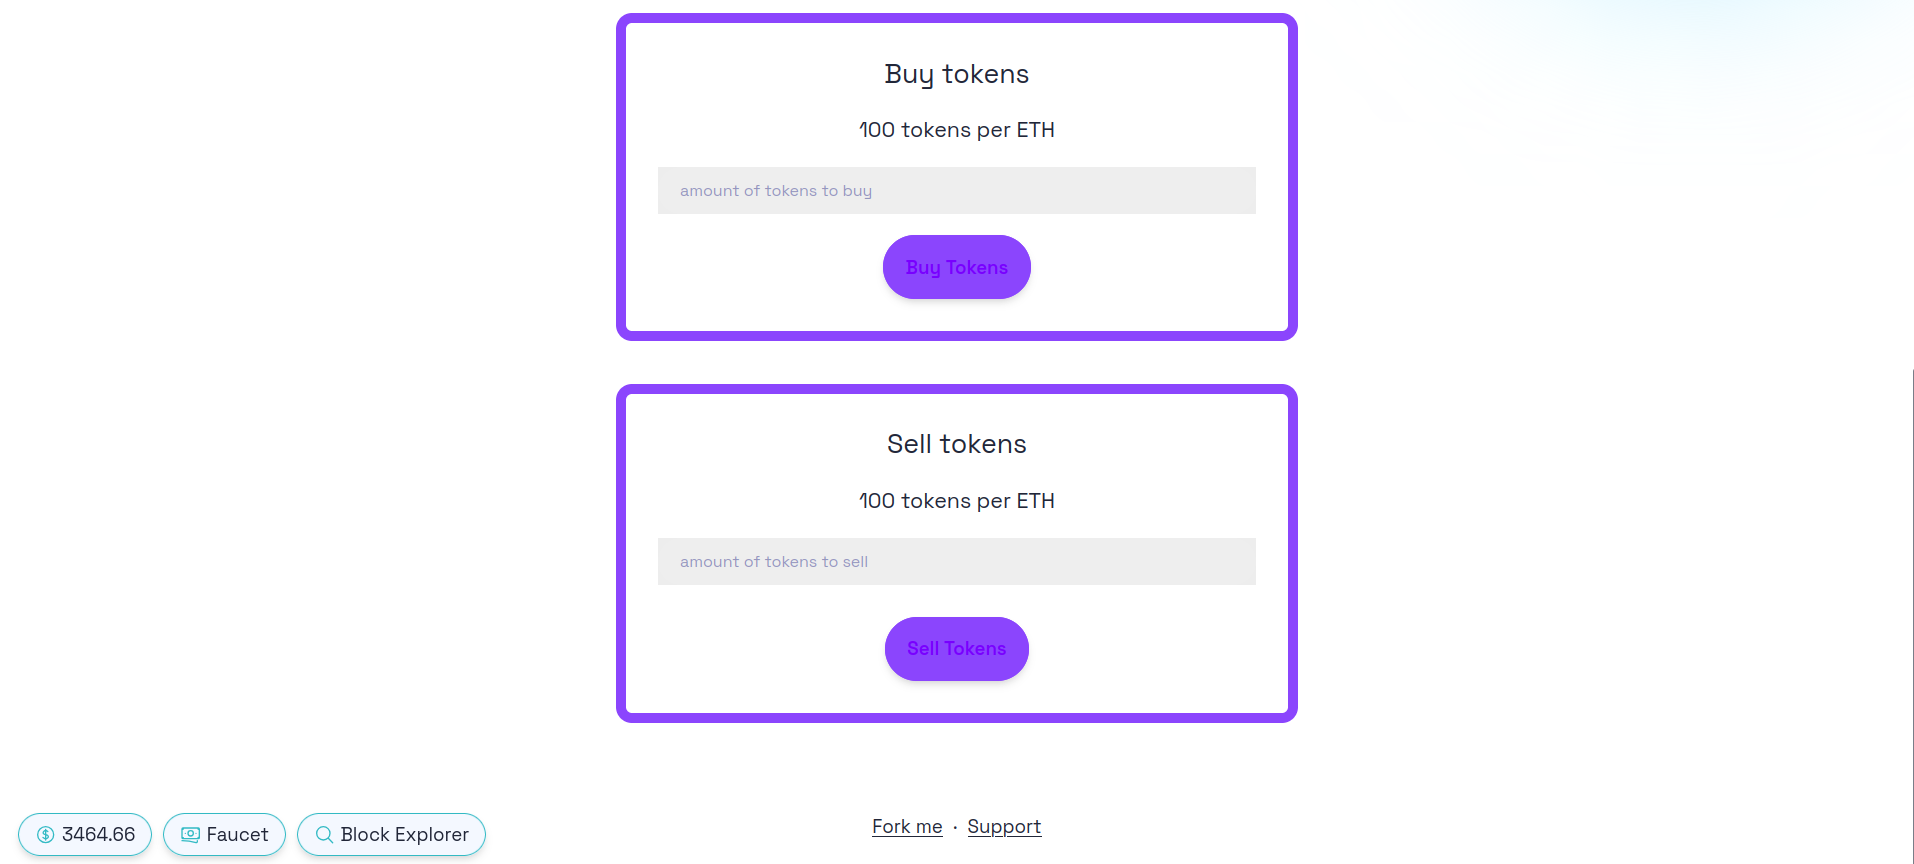 Buy tokens
100 tokens per ETH
amount of tokens to buy
Buy Tokens
Sell tokens
100 tokens per ETH
amount of tokens to sell
Sell Tokens
3464.66 Faucet Block Explorer
Fork me · Support